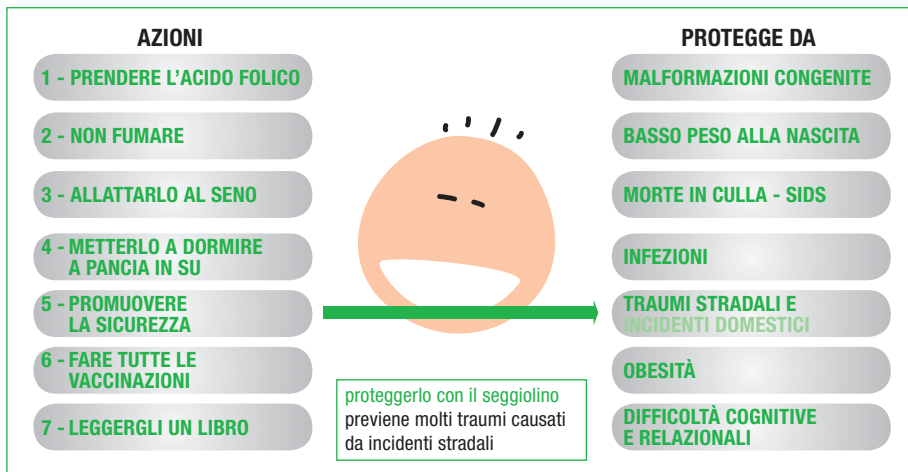 AZIONI
1 - PRENDERE L'ACIDO FOLICO
2 - NON FUMARE
3 - ALLATTARLO AL SENO
4 - METTERLO A DORMIRE
A PANCIA IN SU
5 - PROMUOVERE
LA SICUREZZA
6 - FARE TUTTE LE
VACCINAZIONI
7 - LEGGERGLI UN LIBRO
proteggerlo con il seggiolino
previene molti traumi causati
da incidenti stradali
PROTEGGE DA
MALFORMAZIONI CONGENITE
BASSO PESO ALLA NASCITA
MORTE IN CULLA - SIDS
INFEZIONI
TRAUMI STRADALI E
INCIDENTI DOMESTICI
OBESITÀ
DIFFICOLTÀ COGNITIVE
E RELAZIONALI